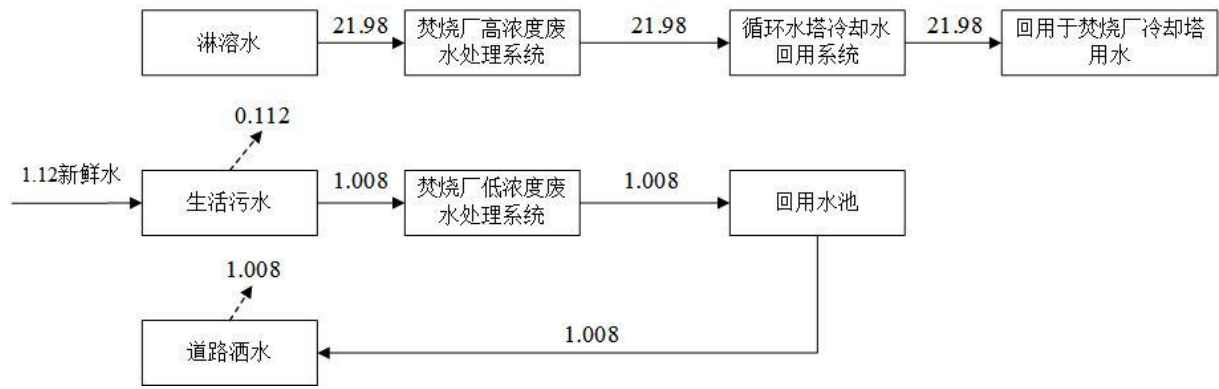 21.98
21.98
21.98
淋溶水
焚烧厂高浓度废
水处理系统
循环水塔冷却水
回用系统
回用于焚烧厂冷却塔
用水
0.112
1.12新鲜水
1.008
1.008
生活污水
焚烧厂低浓度废
水处理系统
回用水池
1.008
1.008
道路洒水